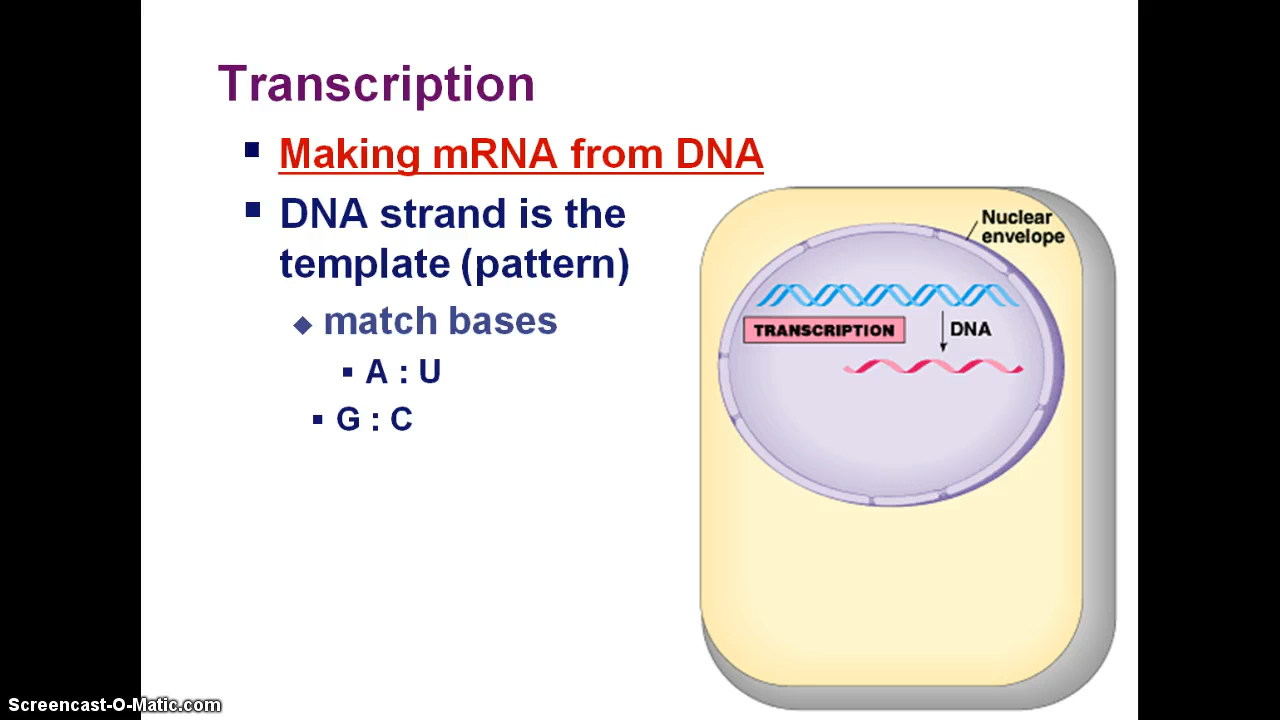 Transcription
▪ Making mRNA from DNA
▪ DNA strand is the
template (pattern)
◆ match bases
▪ A : U
▪ G : C
Nuclear
envelope
TRANSCRIPTION
DNA
Screencast-O-Matic.com